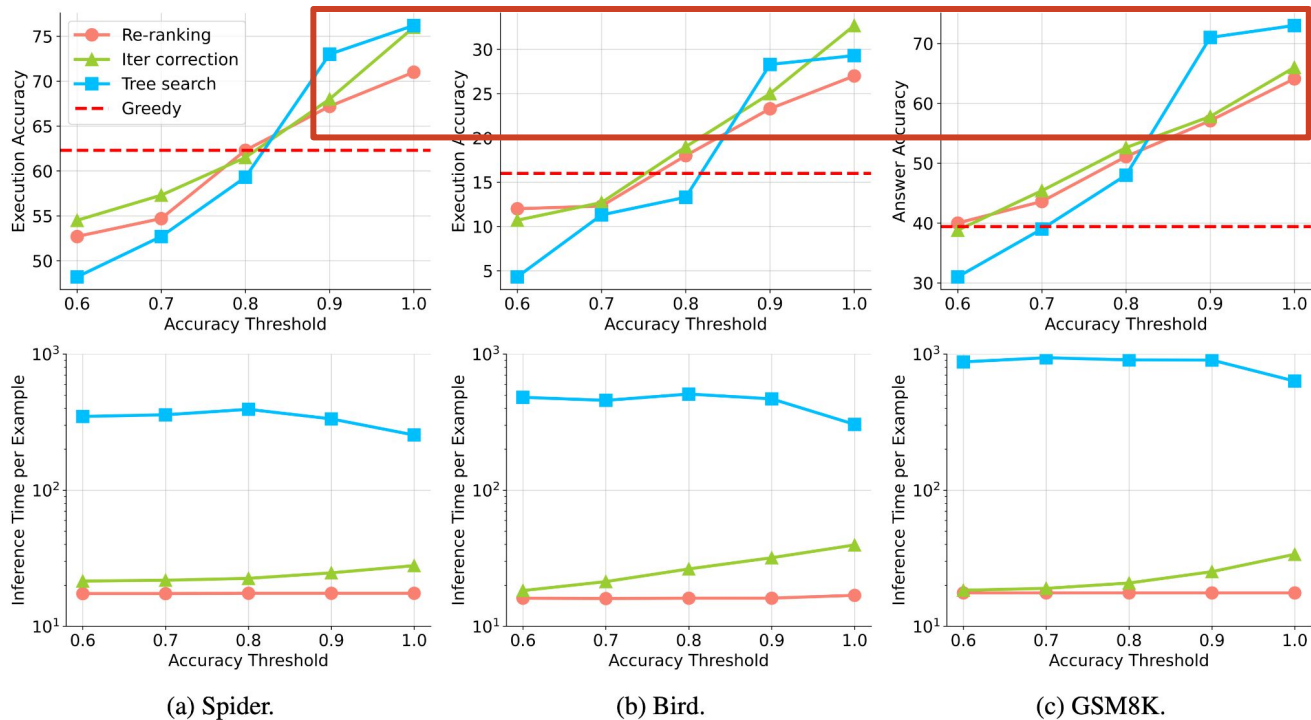 Re-ranking
Iter correction
Tree search
Greedy
Execution Accuracy
75
70
65
60
55
50
0.6 0.7 0.8 0.9 1.0
Accuracy Threshold
Execution Accuracy
30
25
20
15
10
5
0.6 0.7 0.8 0.9 1.0
Accuracy Threshold
Answer Accuracy
70
60
50
40
30
0.6 0.7 0.8 0.9 1.0
Accuracy Threshold
Inference Time per Example
10³
10²
10¹
0.6 0.7 0.8 0.9 1.0
Accuracy Threshold
(a) Spider.
Inference Time per Example
10³
10²
10¹
0.6 0.7 0.8 0.9 1.0
Accuracy Threshold
(b) Bird.
Inference Time per Example
10³
10²
10¹
0.6 0.7 0.8 0.9 1.0
Accuracy Threshold
(c) GSM8K.